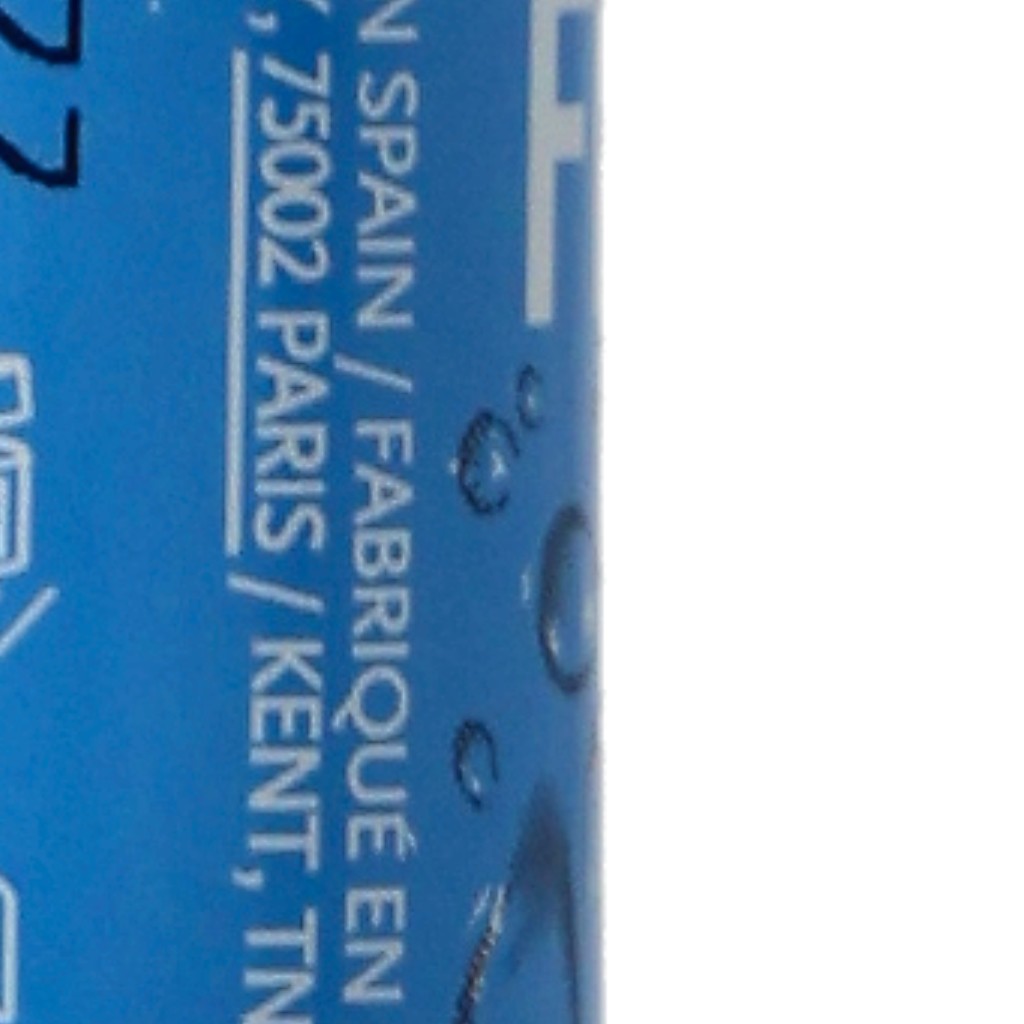 N SPAIN / FABRIQUÉ EN
, 75002 PARIS / KENT, TN